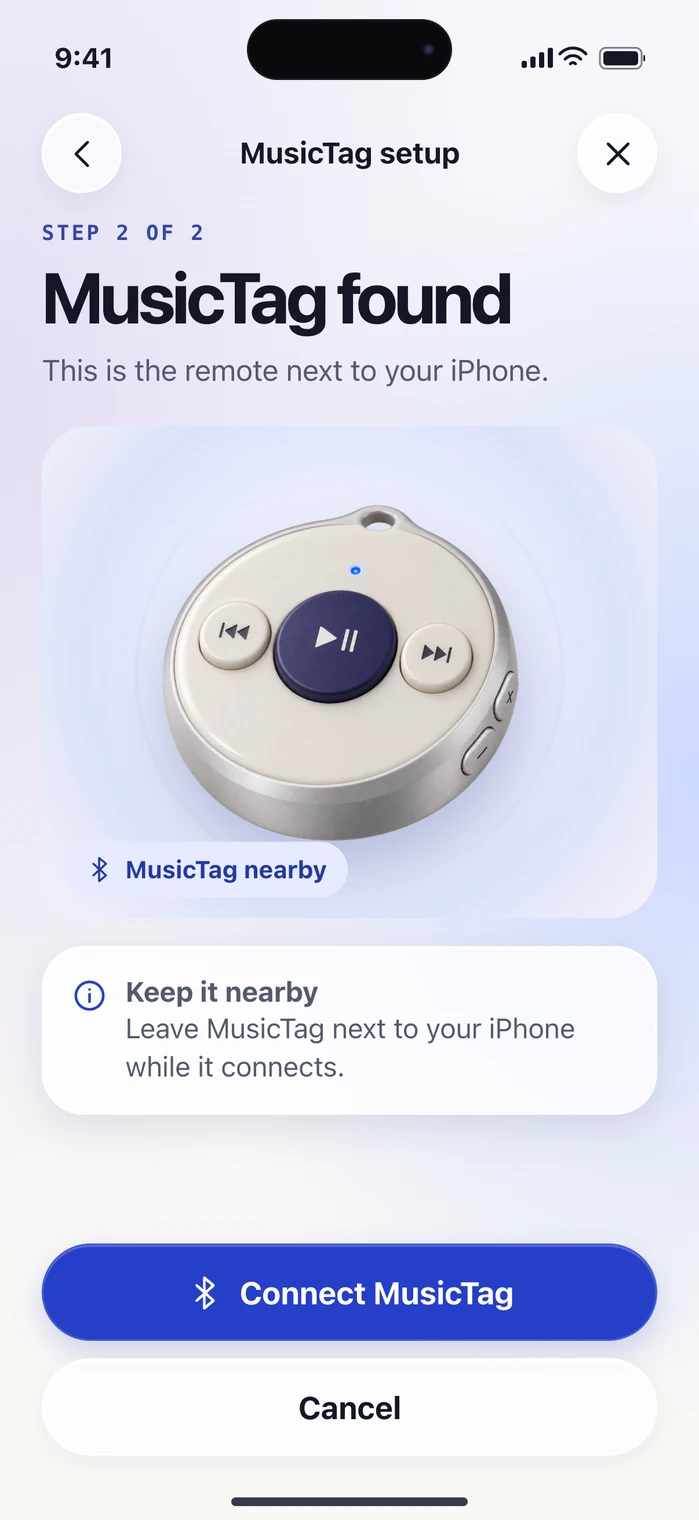 9:41
MusicTag setup
STEP 2 OF 2
MusicTag found
This is the remote next to your iPhone.
MusicTag nearby
Keep it nearby
Leave MusicTag next to your iPhone
while it connects.
Connect MusicTag
Cancel